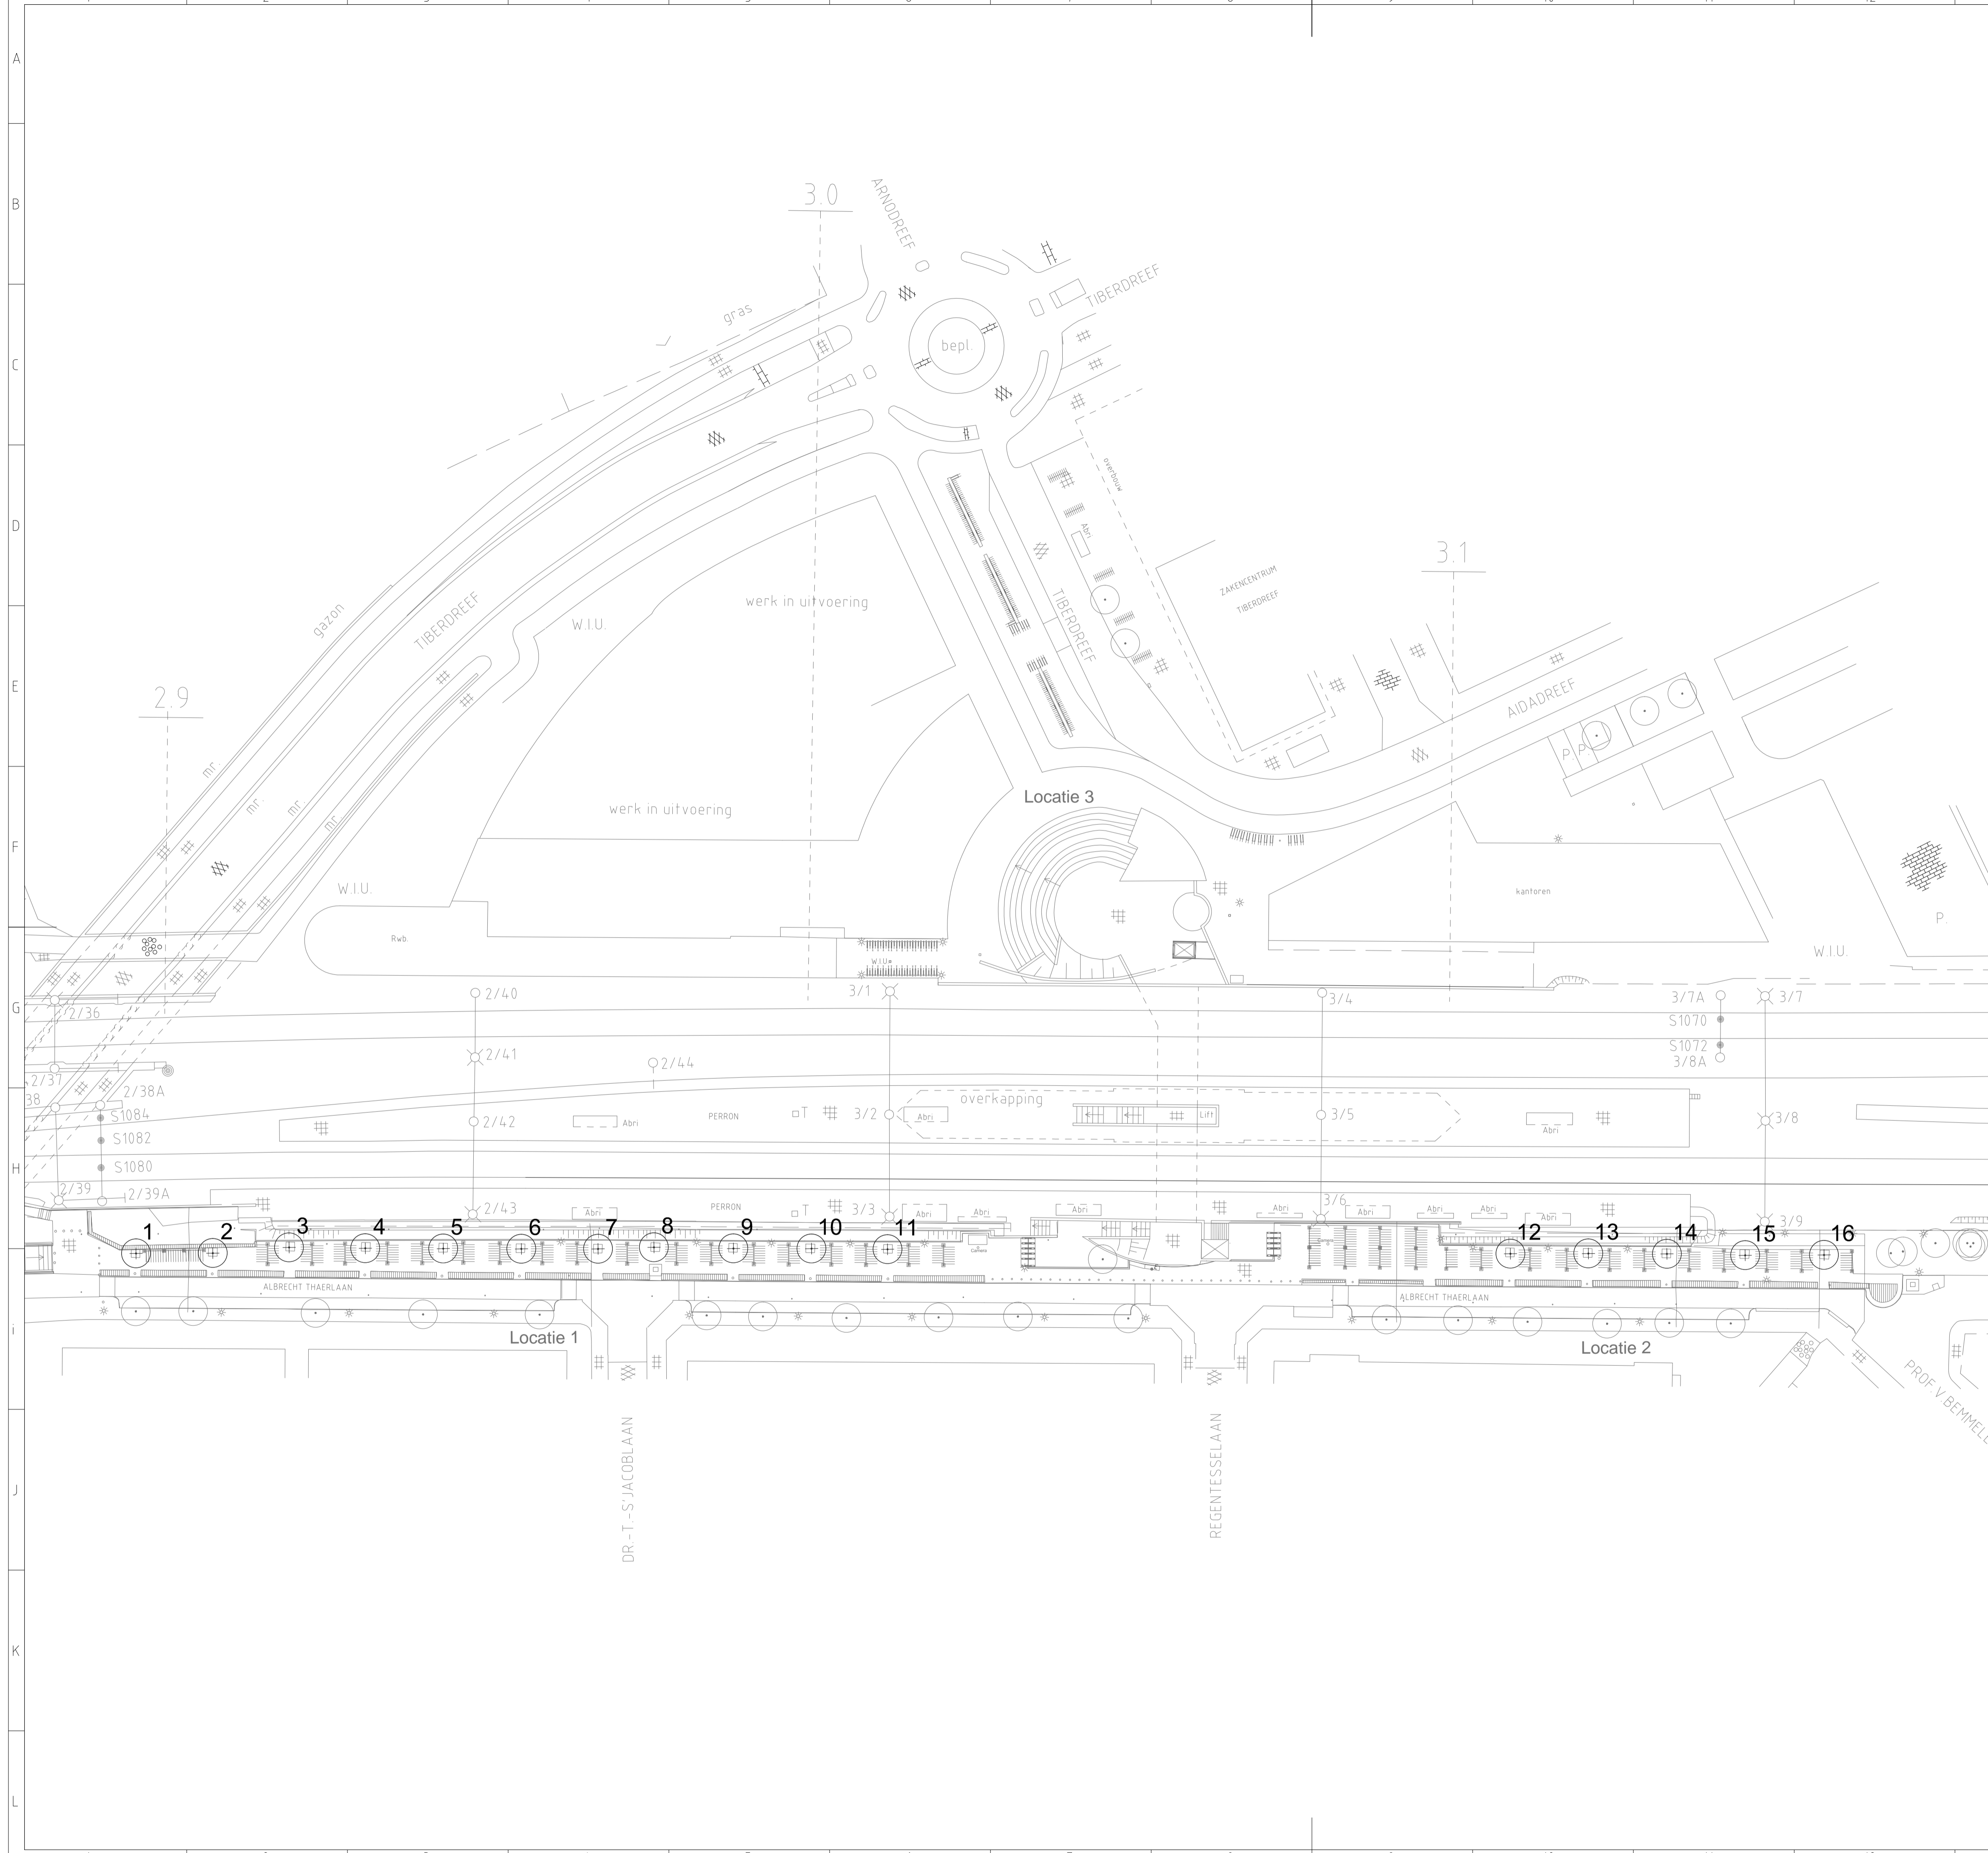 A
B
C
D
E
F
G
H
i
J
K
L
3.0
ARNODREEF
TIBERDREEF
gras
bepl.
overbouw
Abri
3.1
ZAKENCENTRUM
TIBERDREEF
werk in uitvoering
W.I.U.
TIBERDREEF
gazon
TIBERDREEF
2.9
AIDADREEF
P.P.
mr.
mr.
mr.
mr.
werk in uitvoering
Locatie 3
W.I.U.
kantoren
P.
Rwb.
W.I.U.
W.I.U.
2/36
2/40
3/1
3/4
3/7A
3/7
S1070
S1072
3/8A
2/41
2/44
2/37
38
2/38A
S1084
S1082
S1080
2/42
Abri
PERRON
T
3/2
Abri
overkapping
Lift
3/5
Abri
3/8
2/39
2/39A
2/43
Abri
PERRON
T
3/3
Abri
Abri
Abri
Abri
3/6
Abri
Abri
Abri
Abri
3/9
1
2
3
4
5
6
7
8
9
10
11
12
13
14
15
16
ALBRECHT THAERLAAN
ALBRECHT THAERLAAN
Locatie 1
Locatie 2
DR.-T.-S'JACOBLAAN
REGENTESSELAAN
PROF.V.BEMMELE